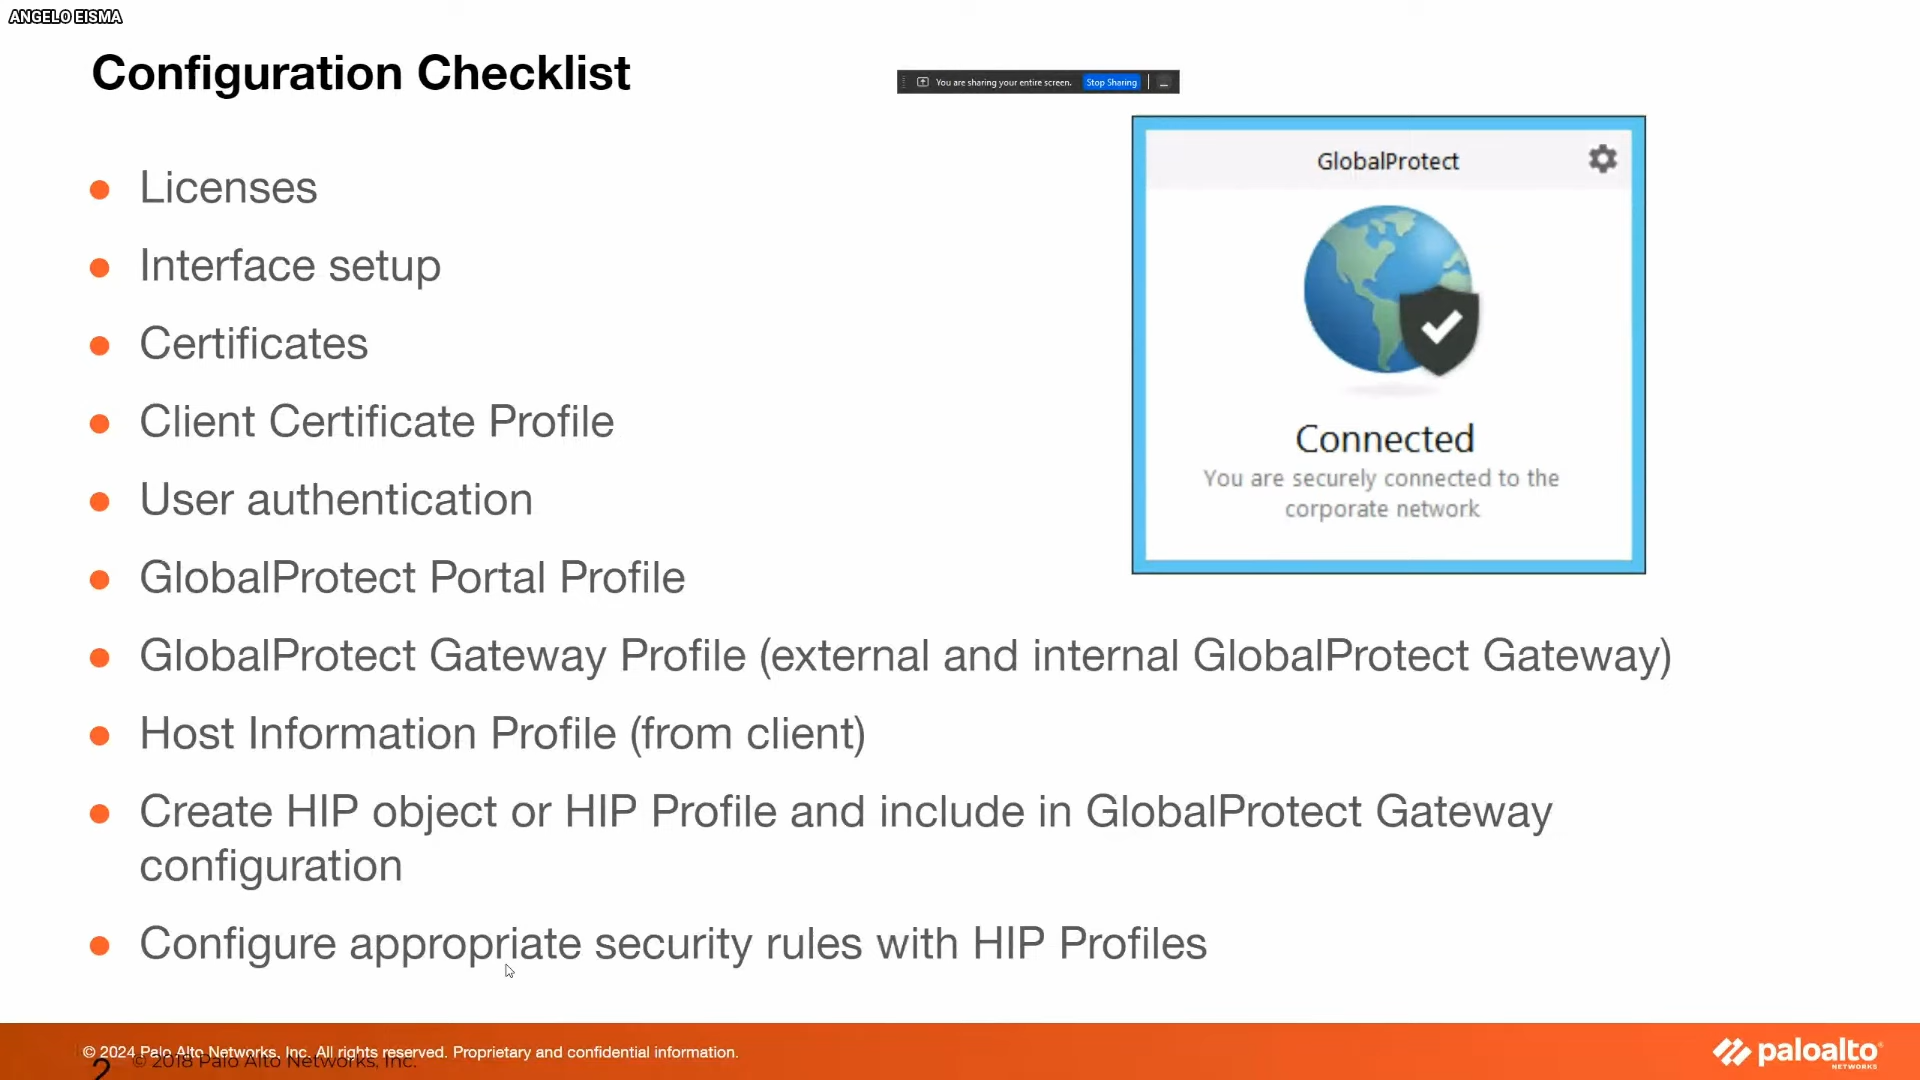 ANGELO EISMA
Configuration Checklist
You are sharing your entire screen. Stop Sharing
GlobalProtect
Connected
You are securely connected to the
corporate network
Licenses
Interface setup
Certificates
Client Certificate Profile
User authentication
GlobalProtect Portal Profile
GlobalProtect Gateway Profile (external and internal GlobalProtect Gateway)
Host Information Profile (from client)
Create HIP object or HIP Profile and include in GlobalProtect Gateway
configuration
Configure appropriate security rules with HIP Profiles
© 2024 Palo Alto Networks, Inc. All rights reserved. Proprietary and confidential information.
2 © 2018 Palo Alto Networks, Inc.
paloalto
NETWORKS